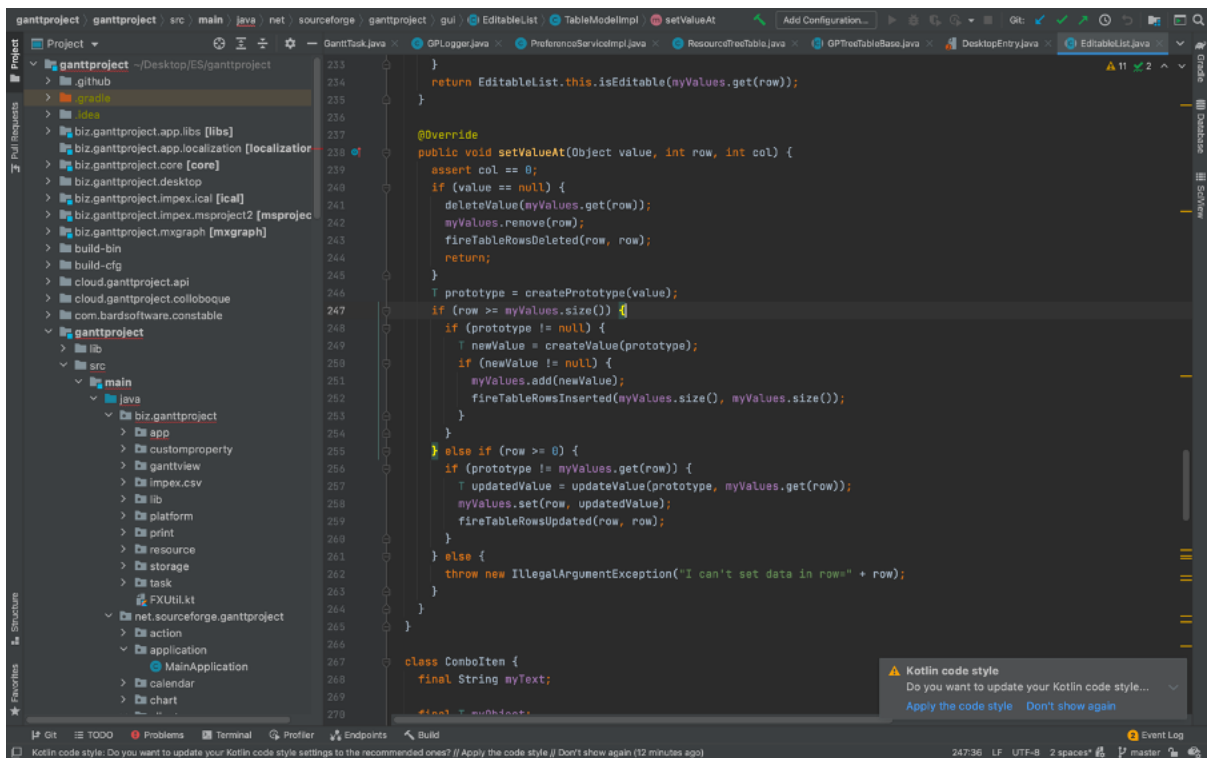 ganttproject ganttproject src main java net sourceforge ganttproject gui EditableList TableModelImpl setValueAt Add Configuration... Git:
Project GanttTask.java GPLogger.java PreferenceServiceImpl.java ResourceTreeTable.java GPTreeTableBase.java DesktopEntry.java EditableList.java
Project
Pull Requests
Structure
Favorites
ganttproject ~/Desktop/ES/ganttproject
.github
.gradle
.idea
biz.ganttproject.app.libs [libs]
biz.ganttproject.app.localization [localization
biz.ganttproject.core [core]
biz.ganttproject.desktop
biz.ganttproject.impex.ical [ical]
biz.ganttproject.impex.msproject2 [msprojec
biz.ganttproject.mxgraph [mxgraph]
build-bin
build-cfg
cloud.ganttproject.api
cloud.ganttproject.colloboque
com.bardsoftware.constable
ganttproject
lib
src
main
java
biz.ganttproject
app
customproperty
ganttview
impex.csv
lib
platform
print
resource
storage
task
FXUtil.kt
net.sourceforge.ganttproject
action
application
MainApplication
calendar
chart
233 }
234 return EditableList.this.isEditable(myValues.get(row));
235 }
236
237 @Override
238 public void setValueAt(Object value, int row, int col) {
239 assert col == 0;
240 if (value == null) {
241 deleteValue(myValues.get(row));
242 myValues.remove(row);
243 fireTableRowsDeleted(row, row);
244 return;
245 }
246 T prototype = createPrototype(value);
247 if (row >= myValues.size()) {
248 if (prototype != null) {
249 T newValue = createValue(prototype);
250 if (newValue != null) {
251 myValues.add(newValue);
252 fireTableRowsInserted(myValues.size(), myValues.size());
253 }
254 }
255 } else if (row >= 0) {
256 if (prototype != myValues.get(row)) {
257 T updatedValue = updateValue(prototype, myValues.get(row));
258 myValues.set(row, updatedValue);
259 fireTableRowsUpdated(row, row);
260 }
261 } else {
262 throw new IllegalArgumentException("I can't set data in row=" + row);
263 }
264 }
265 }
266
267 class ComboItem {
268 final String myText;
269
270 final T myObject;
11 2
Gradle
Database
SciView
Kotlin code style
Do you want to update your Kotlin code style...
Apply the code style Don't show again
Git TODO Problems Terminal Profiler Endpoints Build 2 Event Log
Kotlin code style: Do you want to update your Kotlin code style settings to the recommended ones? // Apply the code style // Don't show again (12 minutes ago) 247:36 LF UTF-8 2 spaces* master